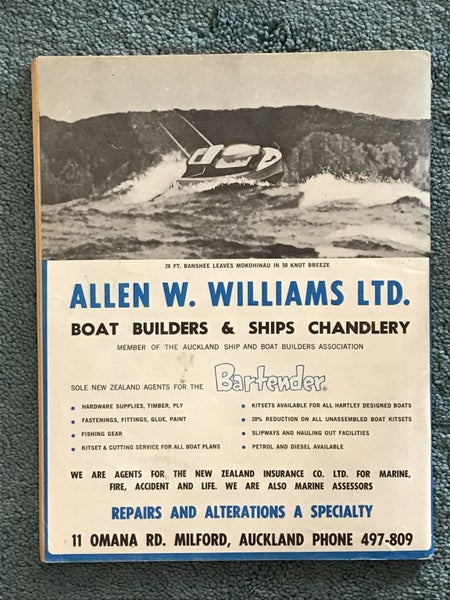 26 FT. BANSHEE LEAVES MOKOHINAU IN 50 KNOT BREEZE
ALLEN W. WILLIAMS LTD.
BOAT BUILDERS & SHIPS CHANDLERY
MEMBER OF THE AUCKLAND SHIP AND BOAT BUILDERS ASSOCIATION
SOLE NEW ZEALAND AGENTS FOR THE Bartender.
HARDWARE SUPPLIES, TIMBER, PLY
FASTENINGS, FITTINGS, GLUE, PAINT
FISHING GEAR
KITSET & CUTTING SERVICE FOR ALL BOAT PLANS
KITSETS AVAILABLE FOR ALL HARTLEY DESIGNED BOATS
20% REDUCTION ON ALL UNASSEMBLED BOAT KITSETS
SLIPWAYS AND HAULING OUT FACILITIES
PETROL AND DIESEL AVAILABLE
WE ARE AGENTS FOR THE NEW ZEALAND INSURANCE CO. LTD. FOR MARINE,
FIRE, ACCIDENT AND LIFE. WE ARE ALSO MARINE ASSESSORS
REPAIRS AND ALTERATIONS A SPECIALTY
11 OMANA RD. MILFORD, AUCKLAND PHONE 497-809